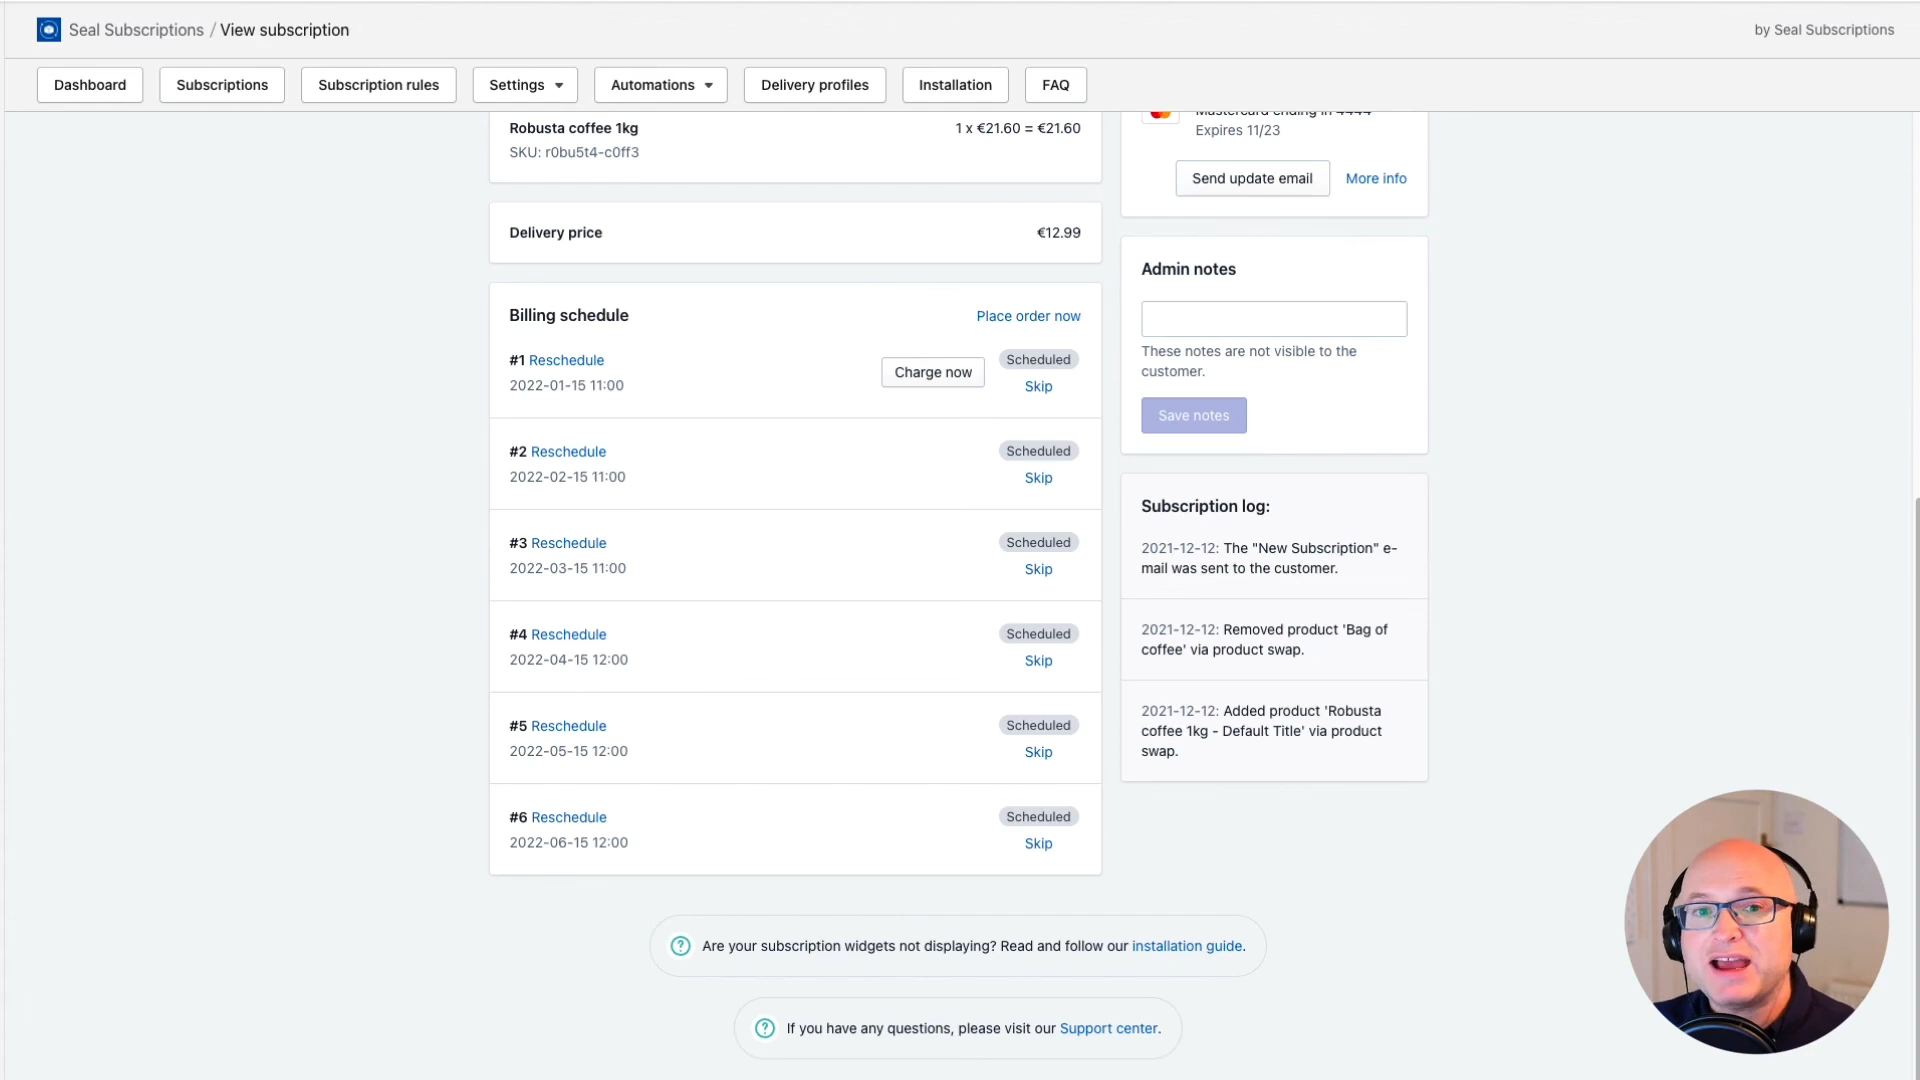 Seal Subscriptions / View subscription
by Seal Subscriptions
Dashboard
Subscriptions
Subscription rules
Settings
Automations
Delivery profiles
Installation
FAQ
Robusta coffee 1kg
1 x €21.60 = €21.60
SKU: r0bu5t4-c0ff3
Delivery price
€12.99
Billing schedule
Place order now
#1 Reschedule
2022-01-15 11:00
Charge now
Scheduled
Skip
#2 Reschedule
2022-02-15 11:00
Scheduled
Skip
#3 Reschedule
2022-03-15 11:00
Scheduled
Skip
#4 Reschedule
2022-04-15 12:00
Scheduled
Skip
#5 Reschedule
2022-05-15 12:00
Scheduled
Skip
#6 Reschedule
2022-06-15 12:00
Scheduled
Skip
Mastercard ending in 4444
Expires 11/23
Send update email
More info
Admin notes
These notes are not visible to the
customer.
Save notes
Subscription log:
2021-12-12: The "New Subscription" e-
mail was sent to the customer.
2021-12-12: Removed product 'Bag of
coffee' via product swap.
2021-12-12: Added product 'Robusta
coffee 1kg - Default Title' via product
swap.
Are your subscription widgets not displaying? Read and follow our installation guide.
If you have any questions, please visit our Support center.